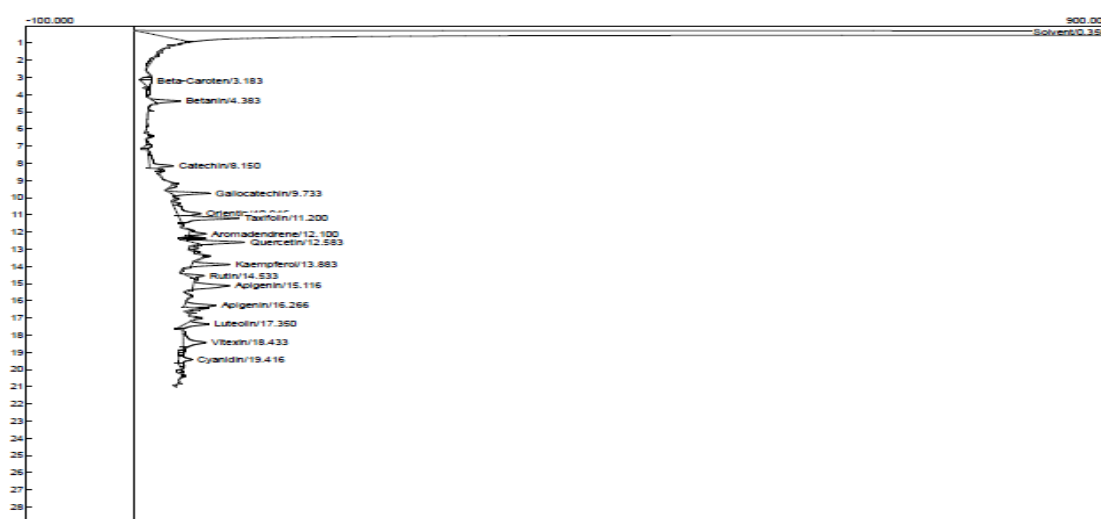 -100.000 900.00
Solvent/0.35
1
2
3
Beta-Caroten/3.183
4
Betanin/4.383
5
6
7
8
Catechin/8.150
9
Gallocatechin/9.733
10
11
Taxifolin/11.200
12
Aromadendrene/12.100
Quercetin/12.583
13
14
Kaempferol/13.883
Rutin/14.533
15
Apigenin/15.116
16
Apigenin/16.266
17
Luteolin/17.350
18
Vitexin/18.433
19
Cyanidin/19.416
20
21
22
23
24
25
26
27
28